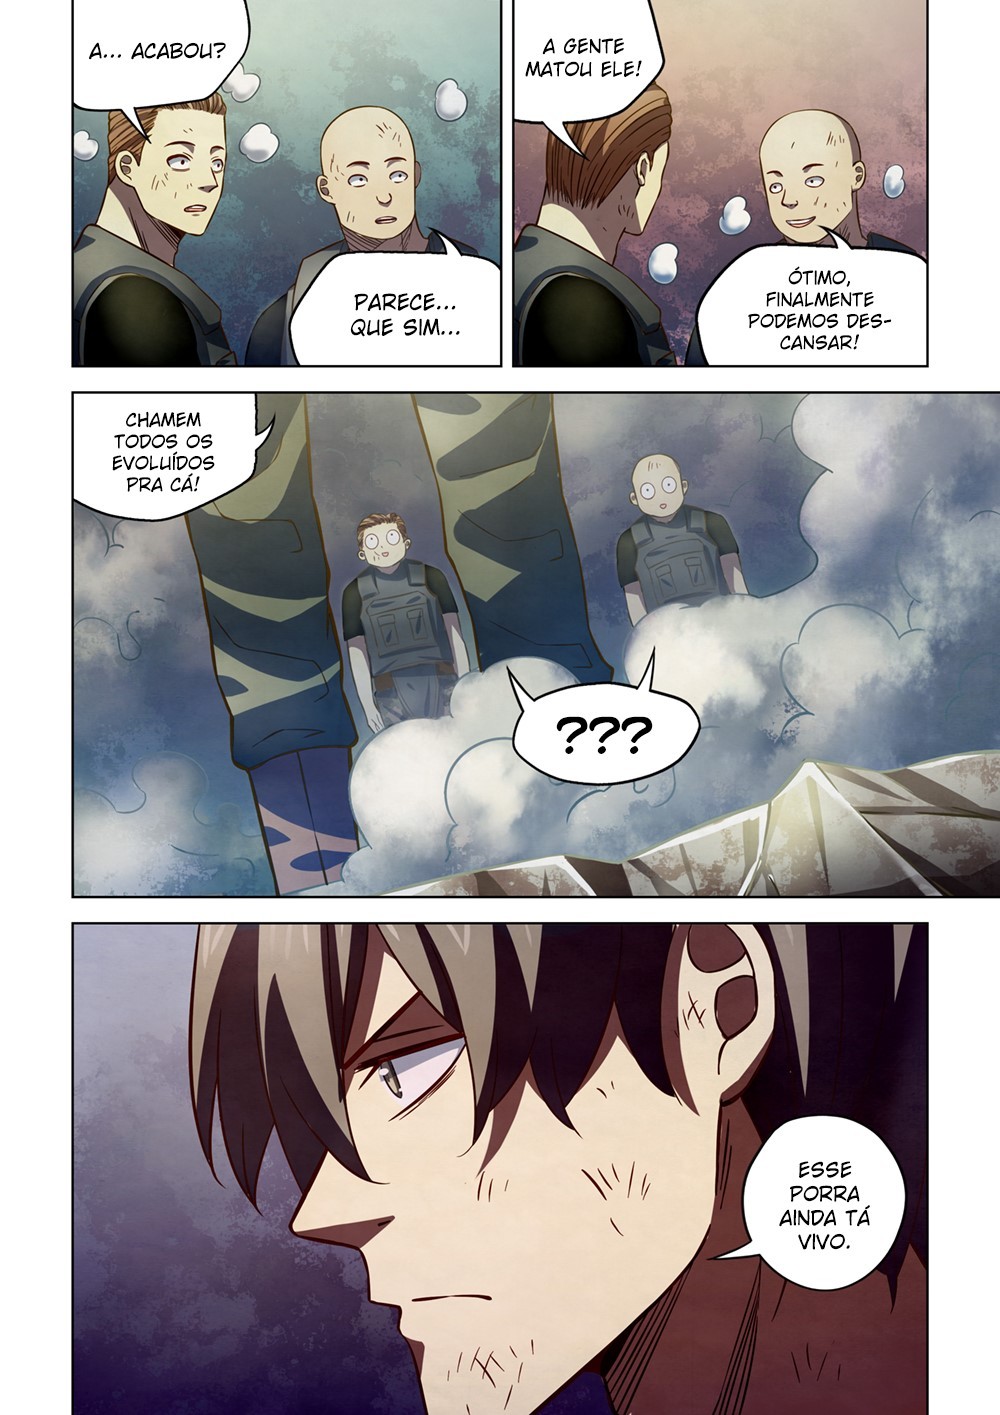 A... ACABOU?
PARECE...
QUE SIM...
A GENTE
MATOU ELE!
ÓTIMO,
FINALMENTE
PODEMOS DES-
CANSAR!
CHAMEM
TODOS OS
EVOLUÍDOS
PRA CÁ!
???
ESSE
PORRA
AINDA TÁ
VIVO.